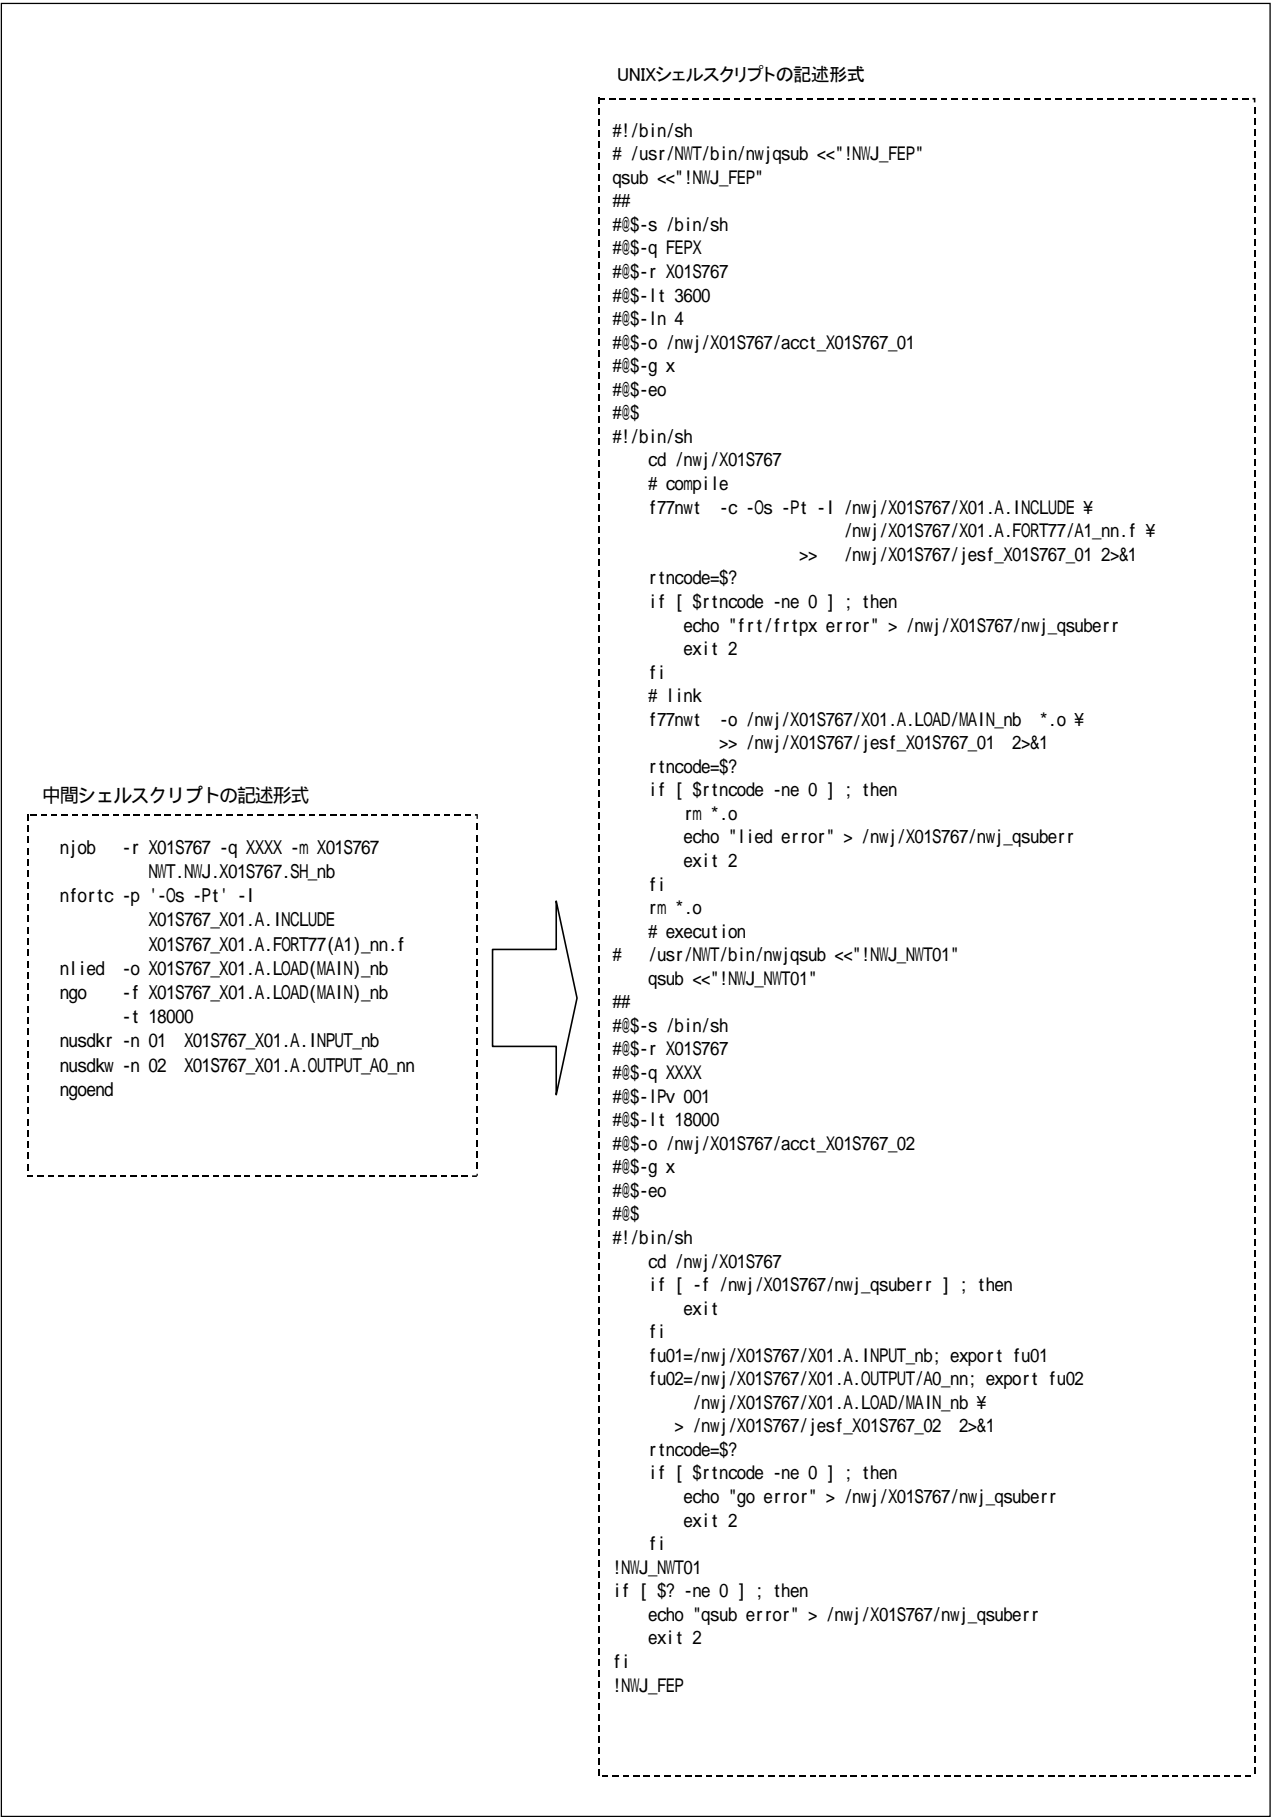 中間シェルスクリプトの記述形式
njob -r X01S767 -q XXXX -m X01S767
NWT.NWJ.X01S767.SH_nb
nfortc -p '-Os -Pt' -I
X01S767_X01.A.INCLUDE
X01S767_X01.A.FORT77(A1)_nn.f
nlied -o X01S767_X01.A.LOAD(MAIN)_nb
ngo -f X01S767_X01.A.LOAD(MAIN)_nb
-t 18000
nusdkr -n 01 X01S767_X01.A.INPUT_nb
nusdkw -n 02 X01S767_X01.A.OUTPUT_A0_nn
ngoend
UNIXシェルスクリプトの記述形式
#!/bin/sh
# /usr/NWT/bin/nwjqsub <<"!NWJ_FEP"
qsub <<"!NWJ_FEP"
##
#@$-s /bin/sh
#@$-q FEPX
#@$-r X01S767
#@$-lt 3600
#@$-ln 4
#@$-o /nwj/X01S767/acct_X01S767_01
#@$-g x
#@$-eo
#@$
#!/bin/sh
cd /nwj/X01S767
# compile
f77nwt -c -Os -Pt -I /nwj/X01S767/X01.A.INCLUDE ¥
/nwj/X01S767/X01.A.FORT77/A1_nn.f ¥
>> /nwj/X01S767/jesf_X01S767_01 2>&1
rtncode=$?
if [ $rtncode -ne 0 ] ; then
echo "frt/frtpx error" > /nwj/X01S767/nwj_qsuberr
exit 2
fi
# link
f77nwt -o /nwj/X01S767/X01.A.LOAD/MAIN_nb *.o ¥
>> /nwj/X01S767/jesf_X01S767_01 2>&1
rtncode=$?
if [ $rtncode -ne 0 ] ; then
rm *.o
echo "lied error" > /nwj/X01S767/nwj_qsuberr
exit 2
fi
rm *.o
# execution
# /usr/NWT/bin/nwjqsub <<"!NWJ_NWT01"
qsub <<"!NWJ_NWT01"
##
#@$-s /bin/sh
#@$-r X01S767
#@$-q XXXX
#@$-lPv 001
#@$-lt 18000
#@$-o /nwj/X01S767/acct_X01S767_02
#@$-g x
#@$-eo
#@$
#!/bin/sh
cd /nwj/X01S767
if [ -f /nwj/X01S767/nwj_qsuberr ] ; then
exit
fi
fu01=/nwj/X01S767/X01.A.INPUT_nb; export fu01
fu02=/nwj/X01S767/X01.A.OUTPUT/A0_nn; export fu02
/nwj/X01S767/X01.A.LOAD/MAIN_nb ¥
> /nwj/X01S767/jesf_X01S767_02 2>&1
rtncode=$?
if [ $rtncode -ne 0 ] ; then
echo "go error" > /nwj/X01S767/nwj_qsuberr
exit 2
fi
!NWJ_NWT01
if [ $? -ne 0 ] ; then
echo "qsub error" > /nwj/X01S767/nwj_qsuberr
exit 2
fi
!NWJ_FEP